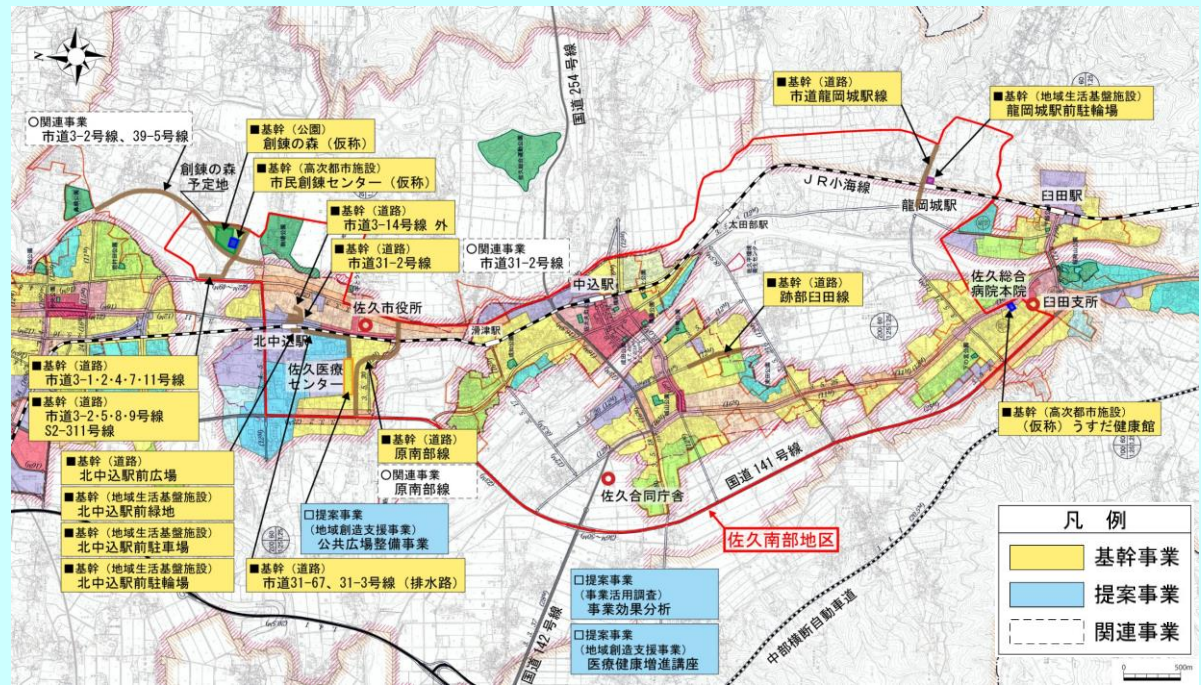 N
国道254号線
■基幹（道路）
市道龍岡城駅線
■基幹（地域生活基盤施設）
龍岡城駅前駐輪場
○関連事業
市道3-2号線、39-5号線
■基幹（公園）
創錬の森（仮称）
創錬の森
予定地
■基幹（高次都市施設）
市民創錬センター（仮称）
■基幹（道路）
市道3-14号線 外
■基幹（道路）
市道31-2号線
○関連事業
市道31-2号線
ＪＲ小海線
龍岡城駅
臼田駅
太田部駅
中込駅
■基幹（道路）
跡部臼田線
佐久総合
病院本院
臼田支所
佐久市役所
滑津駅
北中込駅
佐久医療
センター
■基幹（道路）
市道3-1・2・4・7・11号線
■基幹（道路）
市道3-2・5・8・9号線
S2-311号線
■基幹（道路）
北中込駅前広場
■基幹（地域生活基盤施設）
北中込駅前緑地
■基幹（地域生活基盤施設）
北中込駅前駐車場
■基幹（地域生活基盤施設）
北中込駅前駐輪場
■基幹（道路）
原南部線
○関連事業
原南部線
□提案事業
（地域創造支援事業）
公共広場整備事業
■基幹（道路）
市道31-67、31-3号線（排水路）
■基幹（高次都市施設）
（仮称）うすだ健康館
国道141号線
佐久合同庁舎
佐久南部地区
□提案事業
（事業活用調査）
事業効果分析
□提案事業
（地域創造支援事業）
医療健康増進講座
国道142号線
中部横断自動車道
凡 例
基幹事業
提案事業
関連事業
0 500m